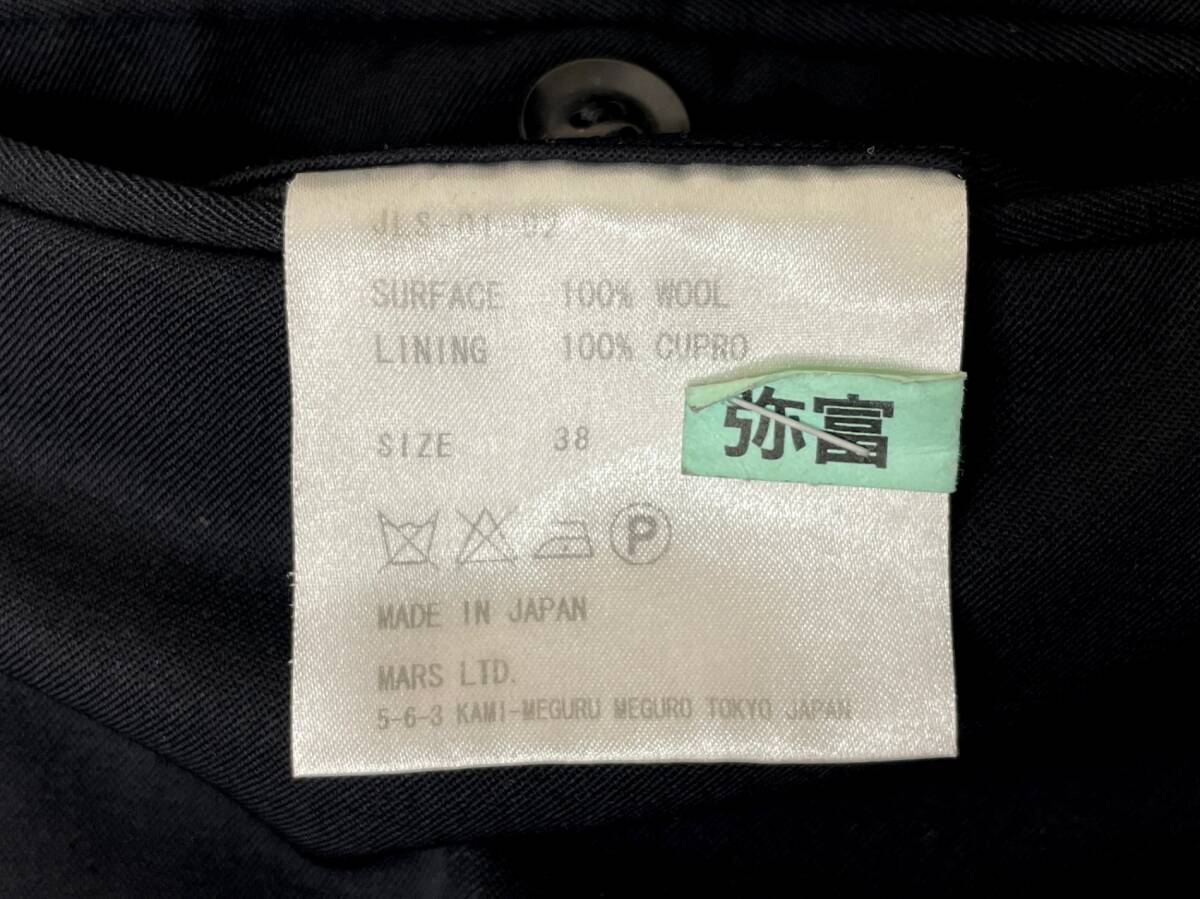 JLS-01-02
SURFACE 100% WOOL
LINING 100% CUPRO
弥富
SIZE 38
P
MADE IN JAPAN
MARS LTD.
5-6-3 KAMI-MEGURU MEGURO TOKYO JAPAN